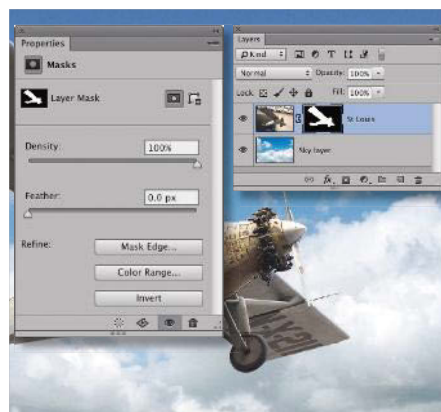 Properties
Masks
Layer Mask
Density:
100%
Feather:
0.0 px
Refine:
Mask Edge...
Color Range...
Invert
Layers
Kind
Normal
Opacity: 100%
Lock:
Fill: 100%
St Louis
Sky layer
fx